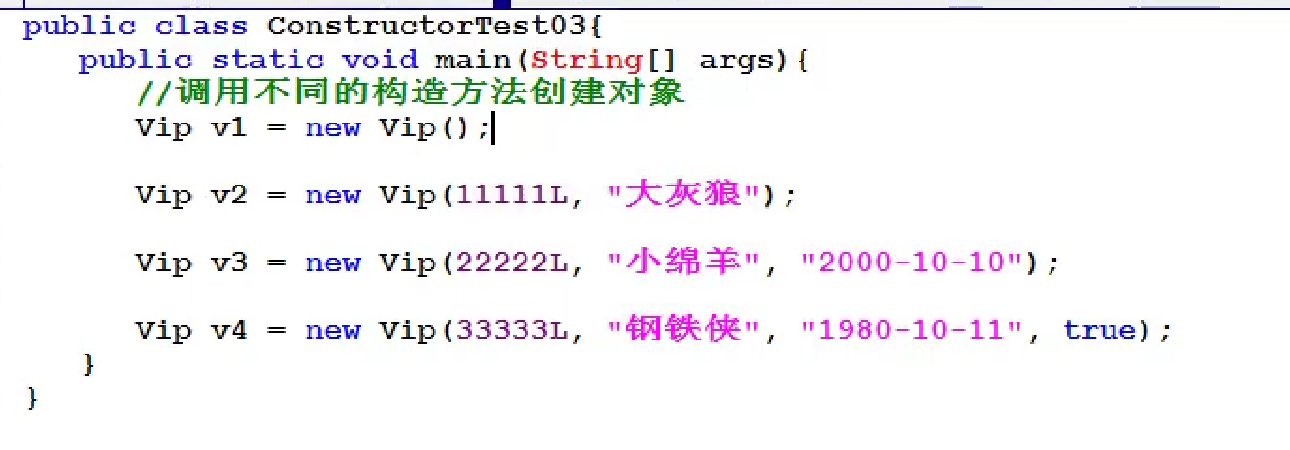 public class ConstructorTest03{
public static void main(String[] args){
//调用不同的构造方法创建对象
Vip v1 = new Vip();
Vip v2 = new Vip(11111L, "大灰狼");
Vip v3 = new Vip(22222L, "小绵羊", "2000-10-10");
Vip v4 = new Vip(33333L, "钢铁侠", "1980-10-11", true);
}
}